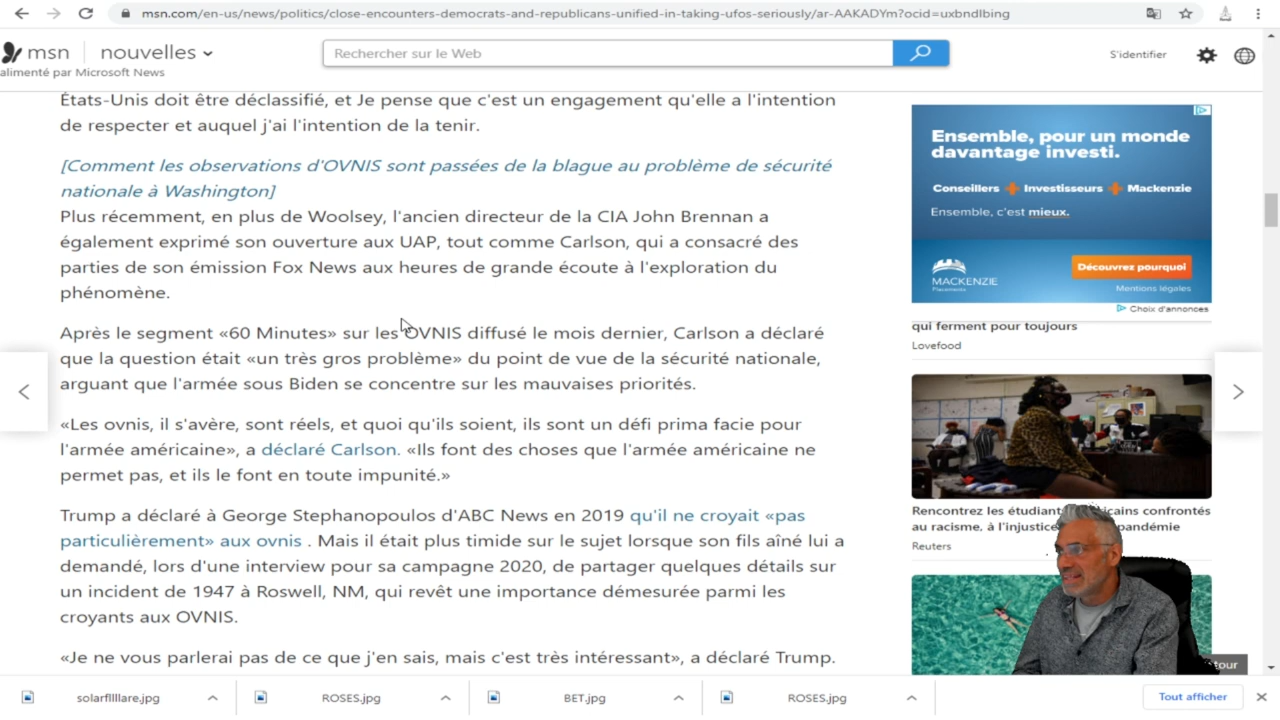 msn.com/en-us/news/politics/close-encounters-democrats-and-republicans-unified-in-taking-ufos-seriously/ar-AAKADYm?ocid=uxbndlbing
msn nouvelles
alimenté par Microsoft News
Rechercher sur le Web
S'identifier
États-Unis doit être déclassifié, et Je pense que c'est un engagement qu'elle a l'intention
de respecter et auquel j'ai l'intention de la tenir.
[Comment les observations d'OVNIS sont passées de la blague au problème de sécurité
nationale à Washington]
Plus récemment, en plus de Woolsey, l'ancien directeur de la CIA John Brennan a
également exprimé son ouverture aux UAP, tout comme Carlson, qui a consacré des
parties de son émission Fox News aux heures de grande écoute à l'exploration du
phénomène.
Après le segment «60 Minutes» sur les OVNIS diffusé le mois dernier, Carlson a déclaré
que la question était «un très gros problème» du point de vue de la sécurité nationale,
arguant que l'armée sous Biden se concentre sur les mauvaises priorités.
«Les ovnis, il s'avère, sont réels, et quoi qu'ils soient, ils sont un défi prima facie pour
l'armée américaine», a déclaré Carlson. «Ils font des choses que l'armée américaine ne
permet pas, et ils le font en toute impunité.»
Trump a déclaré à George Stephanopoulos d'ABC News en 2019 qu'il ne croyait «pas
particulièrement» aux ovnis . Mais il était plus timide sur le sujet lorsque son fils aîné lui a
demandé, lors d'une interview pour sa campagne 2020, de partager quelques détails sur
un incident de 1947 à Roswell, NM, qui revêt une importance démesurée parmi les
croyants aux OVNIS.
«Je ne vous parlerai pas de ce que j'en sais, mais c'est très intéressant», a déclaré Trump.
Ensemble, pour un monde
davantage investi.
Conseillers + Investisseurs + Mackenzie
Ensemble, c'est mieux.
MACKENZIE
Placements
Découvrez pourquoi
Mentions légales
Choix d'annonces
qui ferment pour toujours
Lovefood
Rencontrez les étudiant
au racisme, à l'injustice pandémie
confrontés
Reuters
solarfllllare.jpg
ROSES.jpg
BET.jpg
ROSES.jpg
Tout afficher